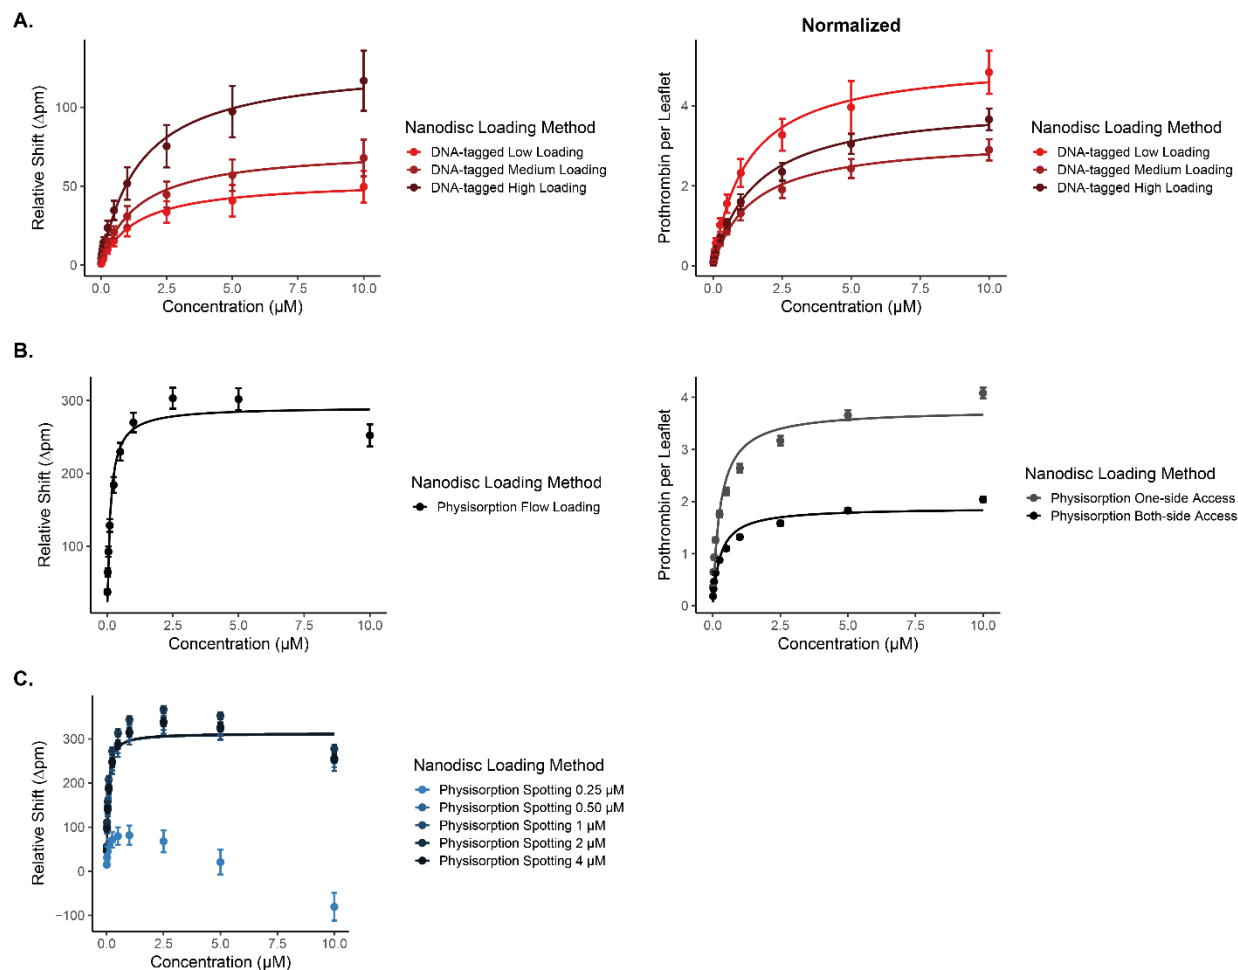 A.
Relative Shift (Δpm)
100
50
0
0.0 2.5 5.0 7.5 10.0
Concentration (µM)
Nanodisc Loading Method
DNA-tagged Low Loading
DNA-tagged Medium Loading
DNA-tagged High Loading
Normalized
Prothrombin per Leaflet
4
2
0
0.0 2.5 5.0 7.5 10.0
Concentration (µM)
Nanodisc Loading Method
DNA-tagged Low Loading
DNA-tagged Medium Loading
DNA-tagged High Loading
B.
Relative Shift (Δpm)
300
200
100
0.0 2.5 5.0 7.5 10.0
Concentration (µM)
Nanodisc Loading Method
Physisorption Flow Loading
Prothrombin per Leaflet
4
3
2
1
0
0.0 2.5 5.0 7.5 10.0
Concentration (µM)
Nanodisc Loading Method
Physisorption One-side Access
Physisorption Both-side Access
C.
Relative Shift (Δpm)
300
200
100
0
−100
0.0 2.5 5.0 7.5 10.0
Concentration (µM)
Nanodisc Loading Method
Physisorption Spotting 0.25 µM
Physisorption Spotting 0.50 µM
Physisorption Spotting 1 µM
Physisorption Spotting 2 µM
Physisorption Spotting 4 µM